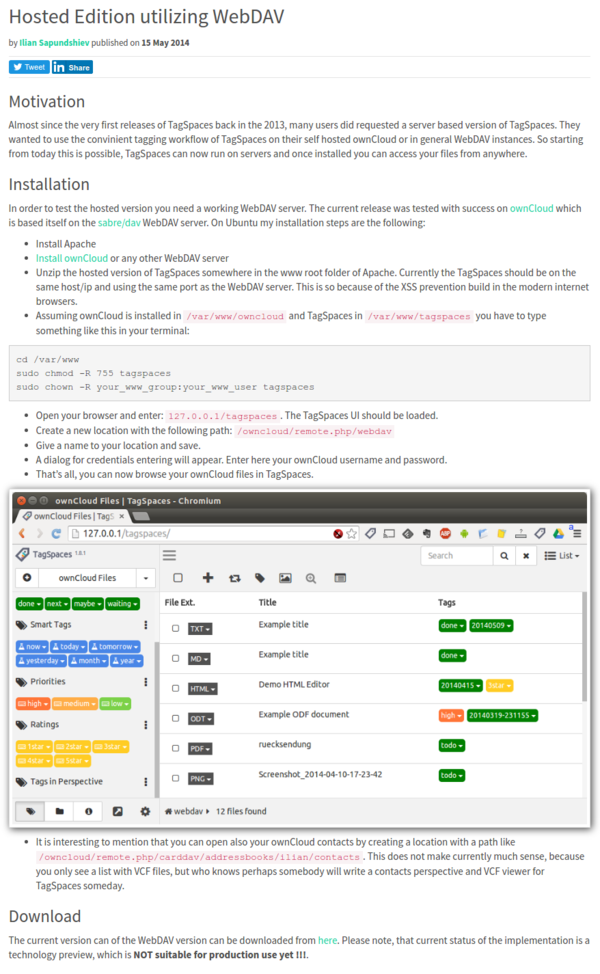 Hosted Edition utilizing WebDAV
by Ilian Sapundshiev published on 15 May 2014
Tweet Share
Motivation
Almost since the very first releases of TagSpaces back in the 2013, many users did requested a server based version of TagSpaces. They
wanted to use the convinient tagging workflow of TagSpaces on their self hosted ownCloud or in general WebDAV instances. So starting
from today this is possible, TagSpaces can now run on servers and once installed you can access your files from anywhere.
Installation
In order to test the hosted version you need a working WebDAV server. The current release was tested with success on ownCloud which
is based itself on the sabre/dav WebDAV server. On Ubuntu my installation steps are the following:
• Install Apache
• Install ownCloud or any other WebDAV server
• Unzip the hosted version of TagSpaces somewhere in the www root folder of Apache. Currently the TagSpaces should be on the
same host/ip and using the same port as the WebDAV server. This is so because of the XSS prevention build in the modern internet
browsers.
• Assuming ownCloud is installed in /var/www/owncloud and TagSpaces in /var/www/tagspaces you have to type
something like this in your terminal:
cd /var/www
sudo chmod -R 755 tagspaces
sudo chown -R your_www_group:your_www_user tagspaces
• Open your browser and enter: 127.0.0.1/tagspaces . The TagSpaces UI should be loaded.
• Create a new location with the following path: /owncloud/remote.php/webdav
• Give a name to your location and save.
• A dialog for credentials entering will appear. Enter here your ownCloud username and password.
• That's all, you can now browse your ownCloud files in TagSpaces.
ownCloud Files | TagSpaces - Chromium
ownCloud Files | TagS ×
127.0.0.1/tagspaces/
TagSpaces 1.8.1
Search
List
ownCloud Files
done next maybe waiting
File Ext. Title Tags
Smart Tags
TXT Example title done 20140509
now today tomorrow
yesterday month year
MD Example title done
Priorities
HTML Demo HTML Editor 20140415 5star
high medium low
ODT Example ODF document high 20140319-231155
Ratings
1star 2star 3star
4star 5star
PDF ruecksendung todo
Tags in Perspective
PNG Screenshot_2014-04-10-17-23-42 todo
webdav 12 files found
• It is interesting to mention that you can open also your ownCloud contacts by creating a location with a path like
/owncloud/remote.php/carddav/addressbooks/ilian/contacts . This does not make currently much sense, because
you only see a list with VCF files, but who knows perhaps somebody will write a contacts perspective and VCF viewer for
TagSpaces someday.
Download
The current version can of the WebDAV version can be downloaded from here. Please note, that current status of the implementation is a
technology preview, which is NOT suitable for production use yet !!!.